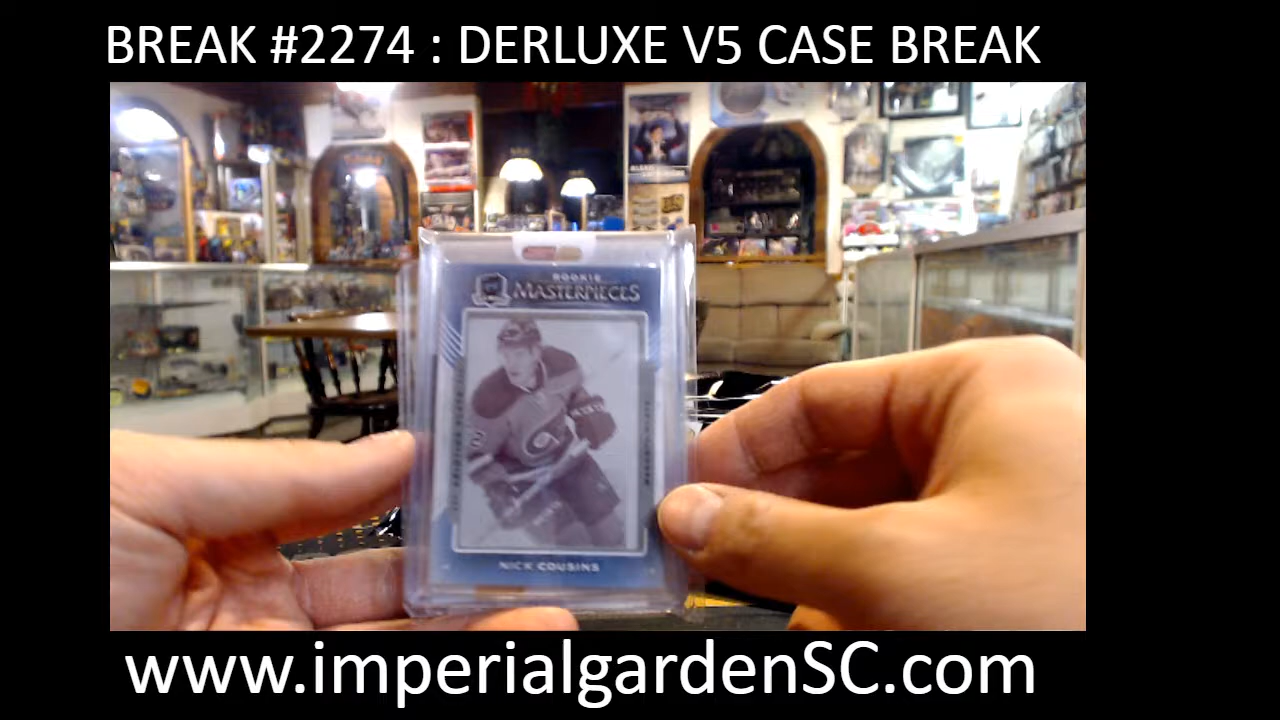 BREAK #2274 : DERLUXE V5 CASE BREAK
ROOKIE
MASTERPIECES
NICK COUSINS
www.imperialgardenSC.com